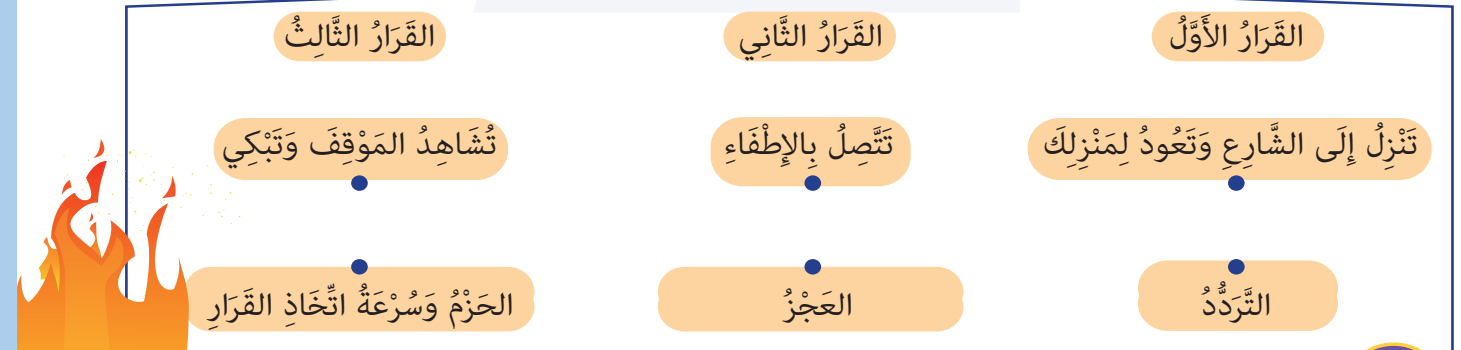 القَرَارُ الأَوَّلُ
القَرَارُ الثَّانِي
القَرَارُ الثَّالِثُ
تَنْزِلُ إِلَى الشَّارِعِ وَتَعُودُ لِمَنْزِلِكَ
تَتَّصِلُ بِالإِطْفَاءِ
تُشَاهِدُ المَوْقِفَ وَتَبْكِي
التَّرَدُّدُ
العَجْزُ
الحَزْمُ وَسُرْعَةُ اتِّخَاذِ القَرَارِ